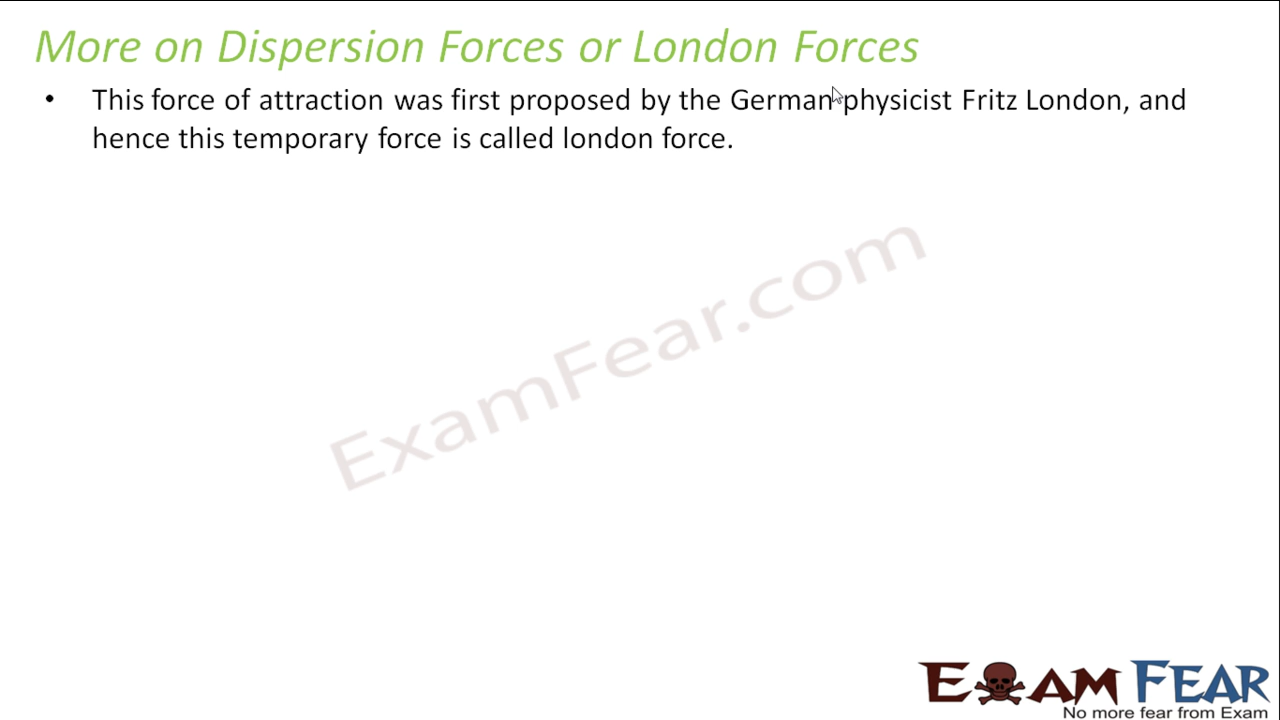 More on Dispersion Forces or London Forces
• This force of attraction was first proposed by the German physicist Fritz London, and
hence this temporary force is called london force.
ExamFear.com
EXAM FEAR
No more fear from Exam